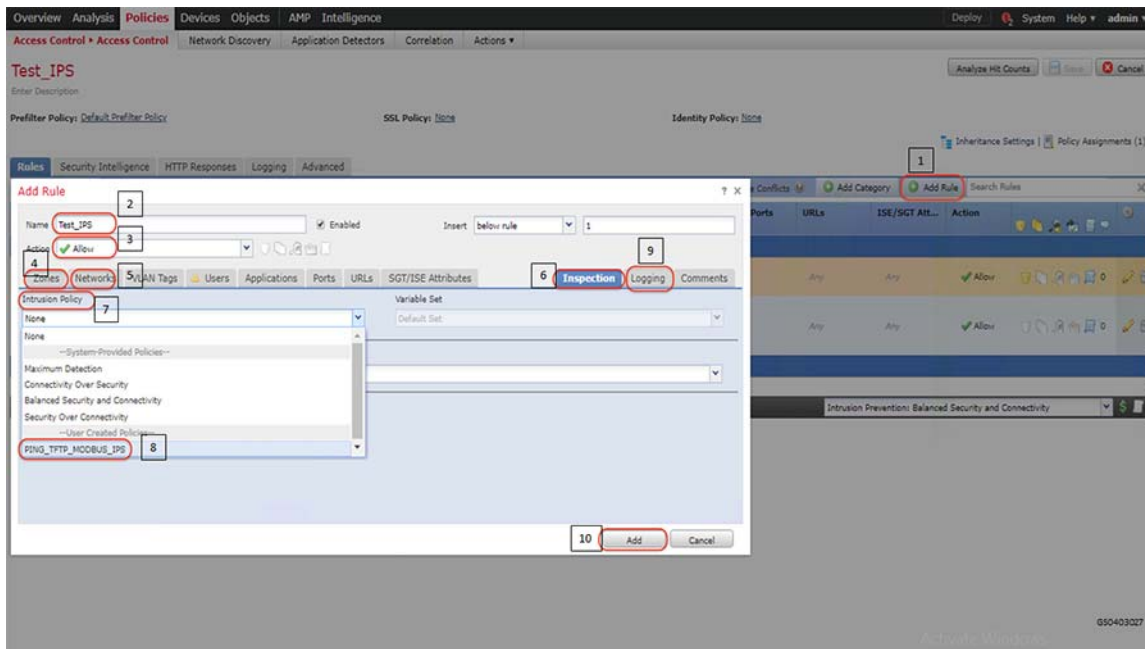 Overview Analysis Policies Devices Objects AMP Intelligence Deploy System Help admin
Access Control ▸ Access Control Network Discovery Application Detectors Correlation Actions
Test_IPS Analyze Hit Counts Save Cancel
Enter Description
Prefilter Policy: Default Prefilter Policy SSL Policy: None Identity Policy: None
Inheritance Settings | Policy Assignments (1)
1
Rules Security Intelligence HTTP Responses Logging Advanced
Conflicts Add Category Add Rule Search Rules
Add Rule ? X
2
Ports URLs ISE/SGT Att... Action
Name Test_IPS Enabled Insert below rule 1
3
Action Allow
4 5 6 9
Zones Networks VLAN Tags Users Applications Ports URLs SGT/ISE Attributes Inspection Logging Comments
Any Any Allow 0
Intrusion Policy Variable Set
7
None Default Set
Any Any Allow 0
None
--System-Provided Policies--
Maximum Detection
Connectivity Over Security
Balanced Security and Connectivity
Security Over Connectivity
Intrusion Prevention: Balanced Security and Connectivity
--User Created Policies--
PING_TFTP_MODBUS_IPS 8
10 Add Cancel
GS0403027
Activate Windows